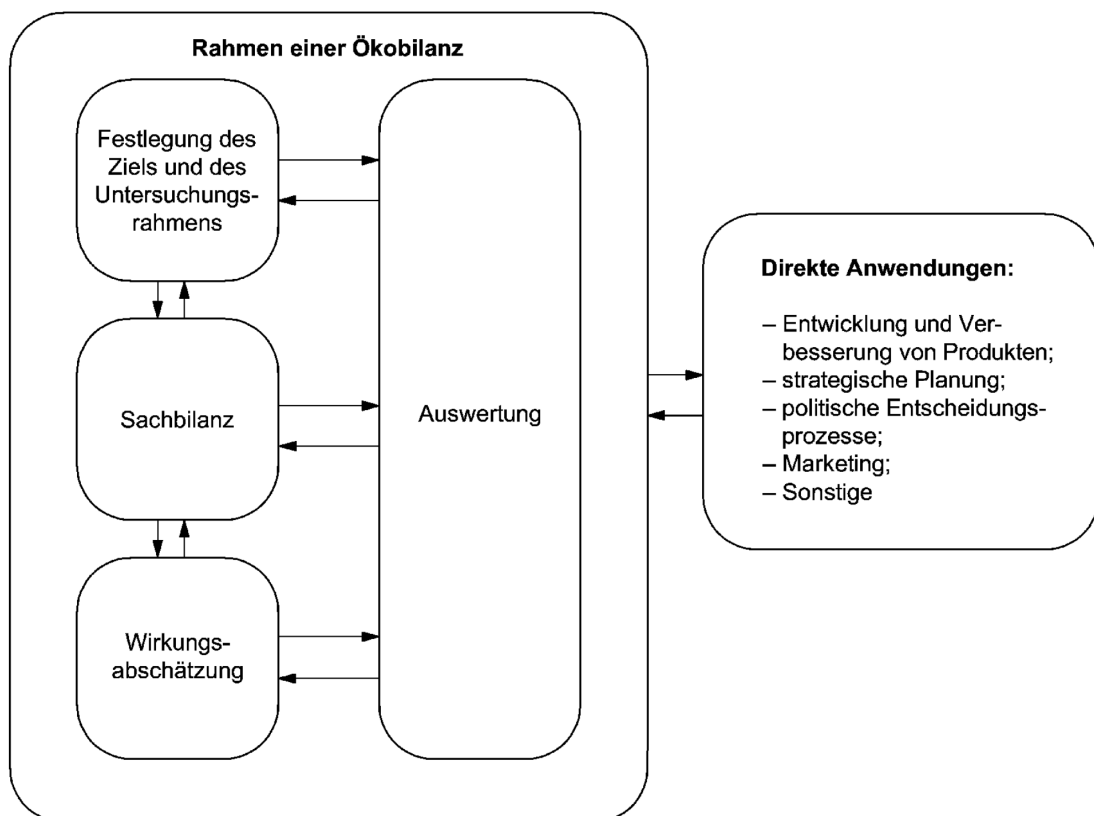 Rahmen einer Ökobilanz
Festlegung des
Ziels und des
Untersuchungs-
rahmens
Sachbilanz
Wirkungs-
abschätzung
Auswertung
Direkte Anwendungen:
– Entwicklung und Ver-
besserung von Produkten;
– strategische Planung;
– politische Entscheidungs-
prozesse;
– Marketing;
– Sonstige